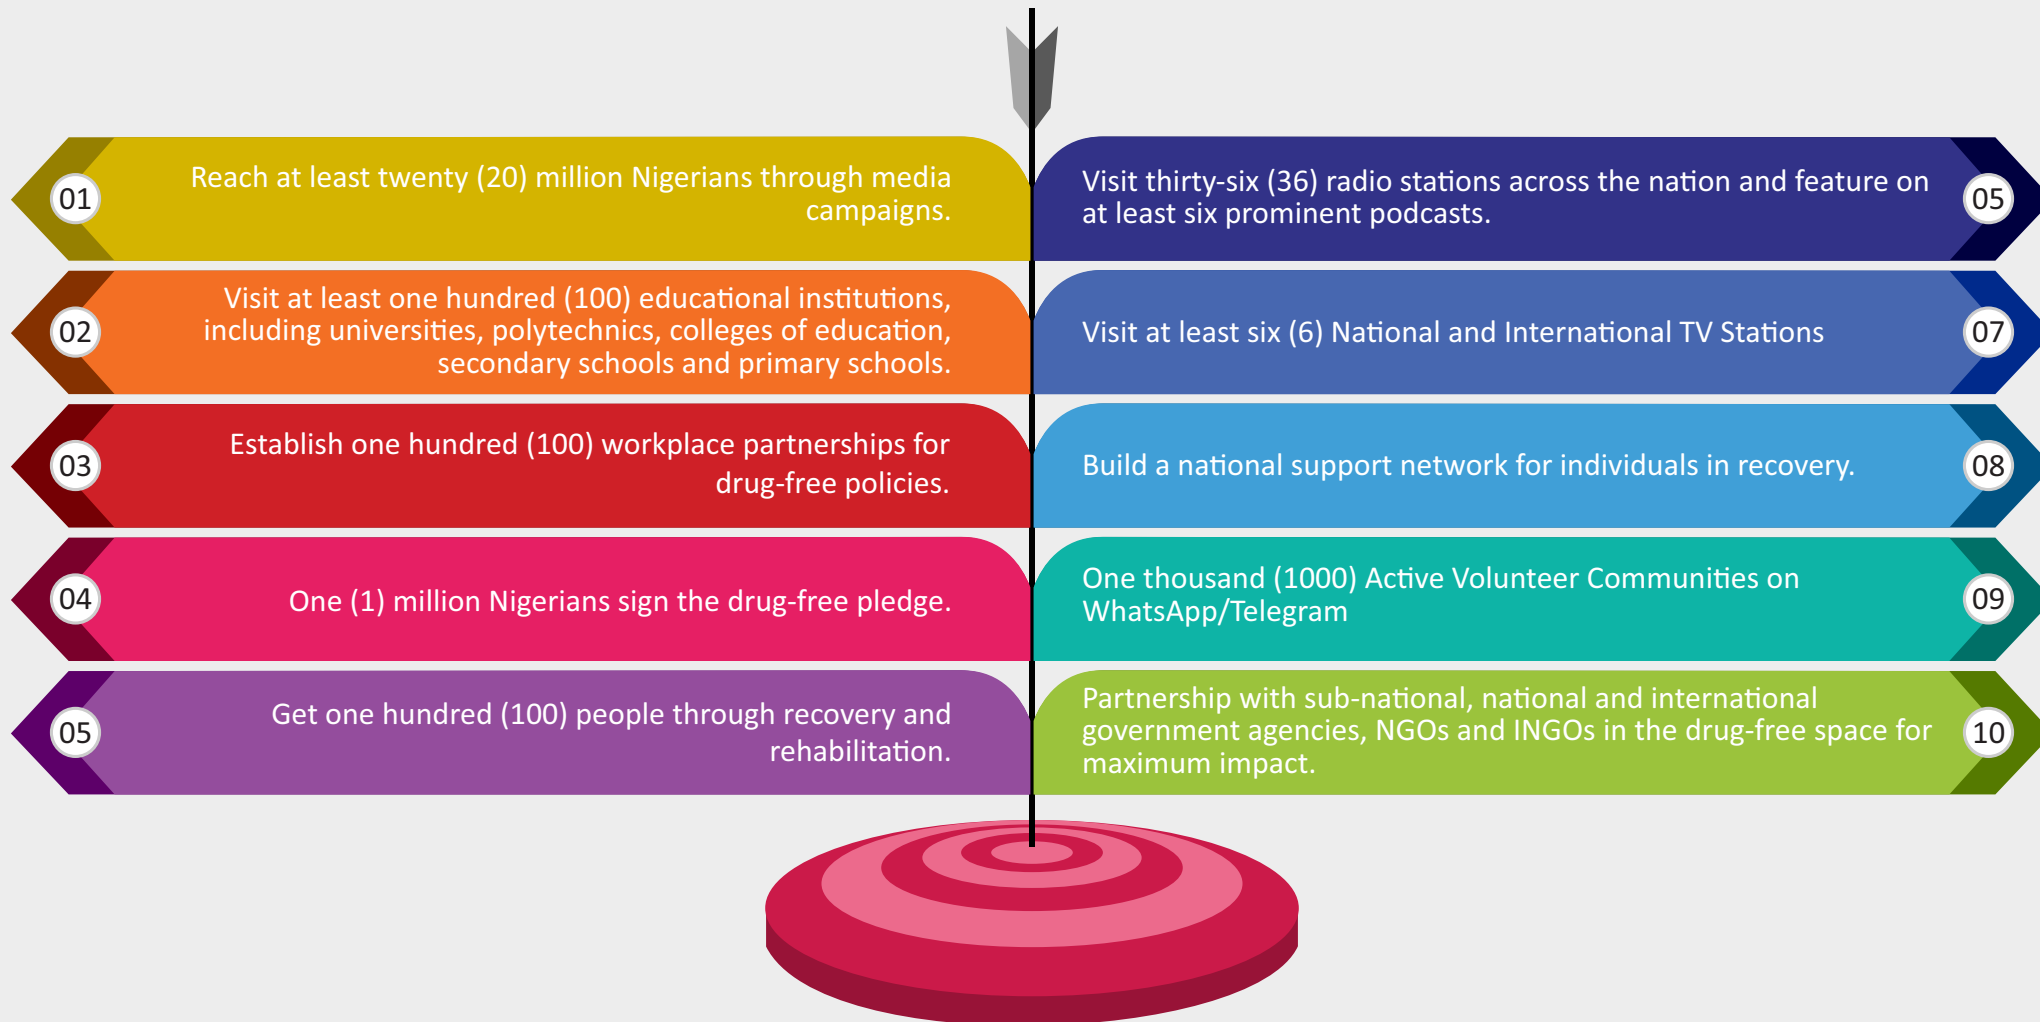 01
Reach at least twenty (20) million Nigerians through media
campaigns.
02
Visit at least one hundred (100) educational institutions,
including universities, polytechnics, colleges of education,
secondary schools and primary schools.
03
Establish one hundred (100) workplace partnerships for
drug-free policies.
04
One (1) million Nigerians sign the drug-free pledge.
05
Get one hundred (100) people through recovery and
rehabilitation.
Visit thirty-six (36) radio stations across the nation and feature on
at least six prominent podcasts.
05
Visit at least six (6) National and International TV Stations
07
Build a national support network for individuals in recovery.
08
One thousand (1000) Active Volunteer Communities on
WhatsApp/Telegram
09
Partnership with sub-national, national and international
government agencies, NGOs and INGOs in the drug-free space for
maximum impact.
10